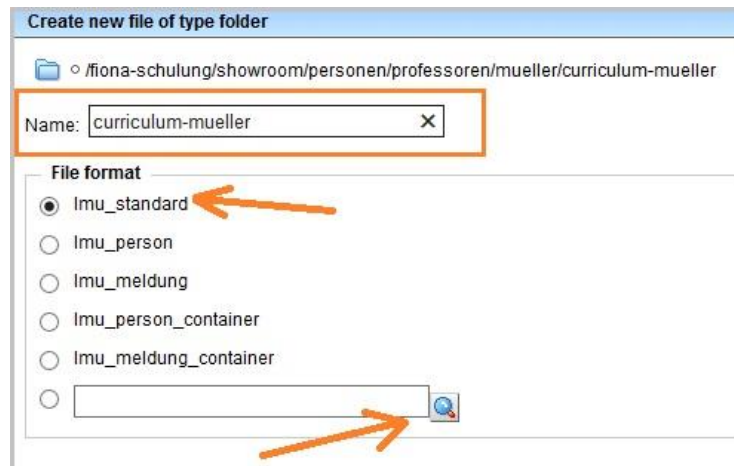 Create new file of type folder
/fiona-schulung/showroom/personen/professoren/mueller/curriculum-mueller
Name: curriculum-mueller
File format
lmu_standard
lmu_person
lmu_meldung
lmu_person_container
lmu_meldung_container